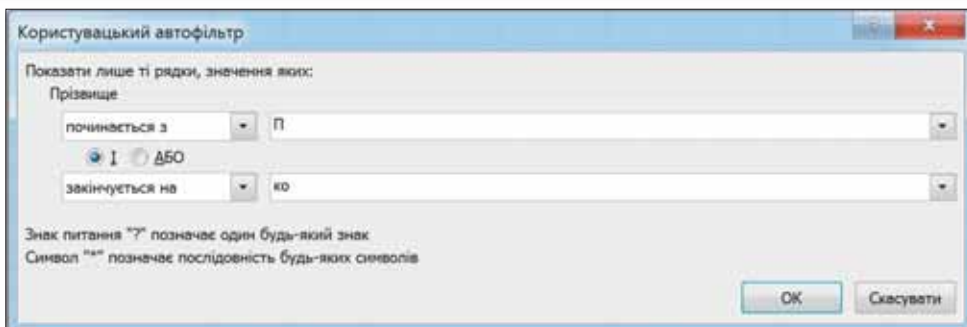 Користувацький автофільтр
Показати лише ті рядки, значення яких:
Прізвище
починається з П
І АБО
закінчується на ко
Знак питання "?" позначає один будь-який знак
Символ "*" позначає послідовність будь-яких символів
ОК Скасувати